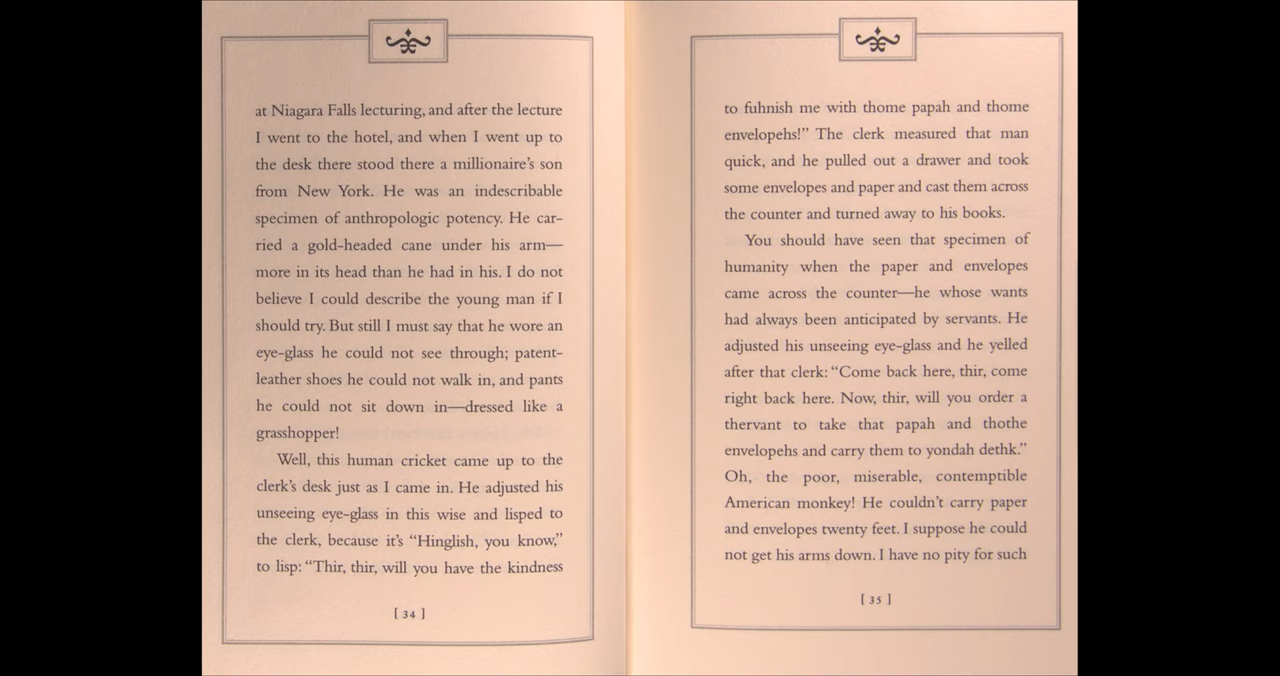 at Niagara Falls lecturing, and after the lecture
I went to the hotel, and when I went up to
the desk there stood there a millionaire's son
from New York. He was an indescribable
specimen of anthropologic potency. He car-
ried a gold-headed cane under his arm—
more in its head than he had in his. I do not
believe I could describe the young man if I
should try. But still I must say that he wore an
eye-glass he could not see through; patent-
leather shoes he could not walk in, and pants
he could not sit down in—dressed like a
grasshopper!
Well, this human cricket came up to the
clerk's desk just as I came in. He adjusted his
unseeing eye-glass in this wise and lisped to
the clerk, because it's “Hinglish, you know,”
to lisp: “Thir, thir, will you have the kindness
[ 34 ]
to fuhnish me with thome papah and thome
envelopehs!” The clerk measured that man
quick, and he pulled out a drawer and took
some envelopes and paper and cast them across
the counter and turned away to his books.
You should have seen that specimen of
humanity when the paper and envelopes
came across the counter—he whose wants
had always been anticipated by servants. He
adjusted his unseeing eye-glass and he yelled
after that clerk: “Come back here, thir, come
right back here. Now, thir, will you order a
thervant to take that papah and thothe
envelopehs and carry them to yondah dethk.”
Oh, the poor, miserable, contemptible
American monkey! He couldn't carry paper
and envelopes twenty feet. I suppose he could
not get his arms down. I have no pity for such
[ 35 ]